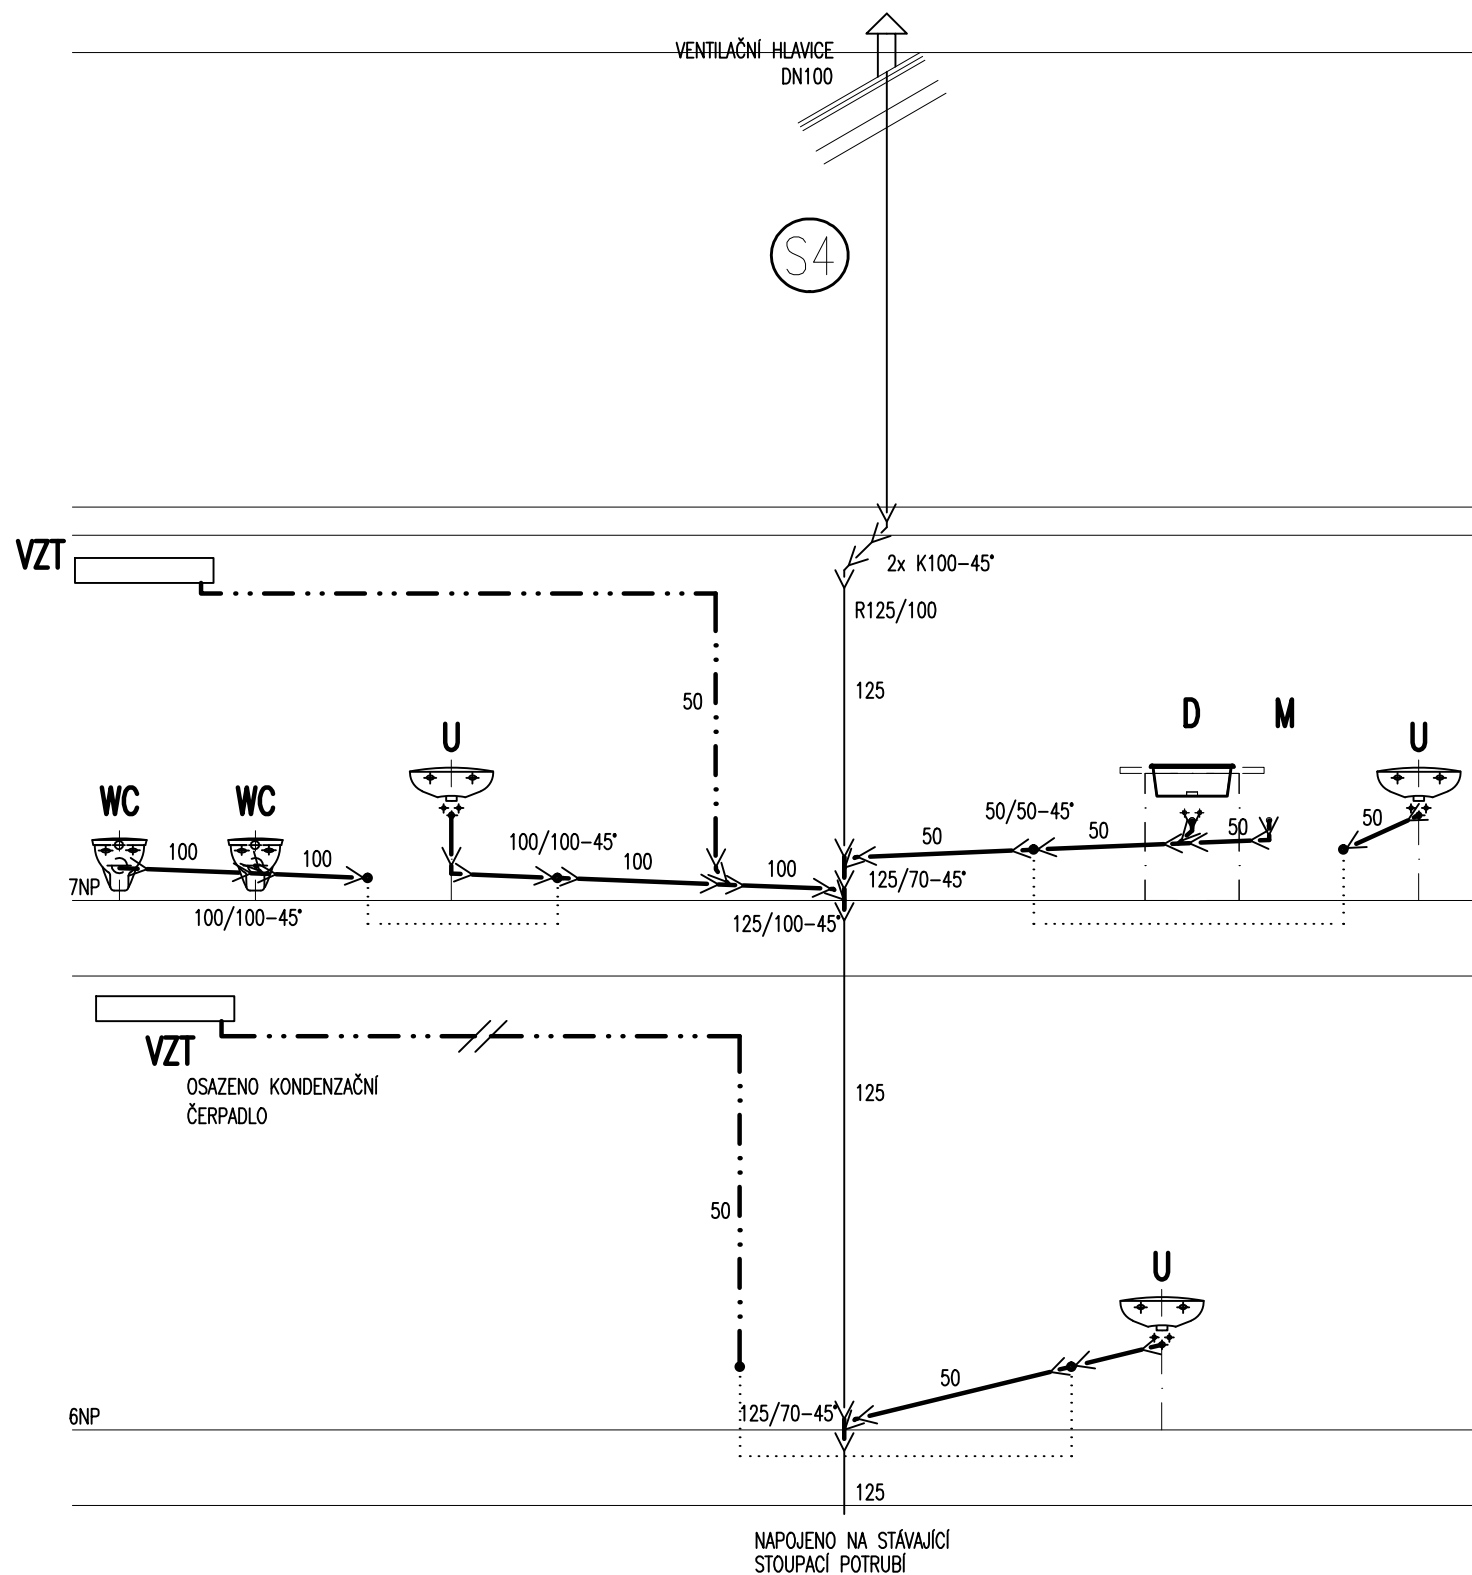 VENTILAČNÍ HLAVICE
DN100
S4
VZT
2x K100-45°
R125/100
50
125
D
M
U
U
WC
WC
50/50-45°
50
50
50
50
100
100
100/100-45°
100
100
125/70-45°
7NP
100/100-45°
125/100-45°
VZT
OSAZENO KONDENZAČNÍ
ČERPADLO
125
50
U
50
6NP
125/70-45°
125
NAPOJENO NA STÁVAJÍCÍ
STOUPACÍ POTRUBÍ